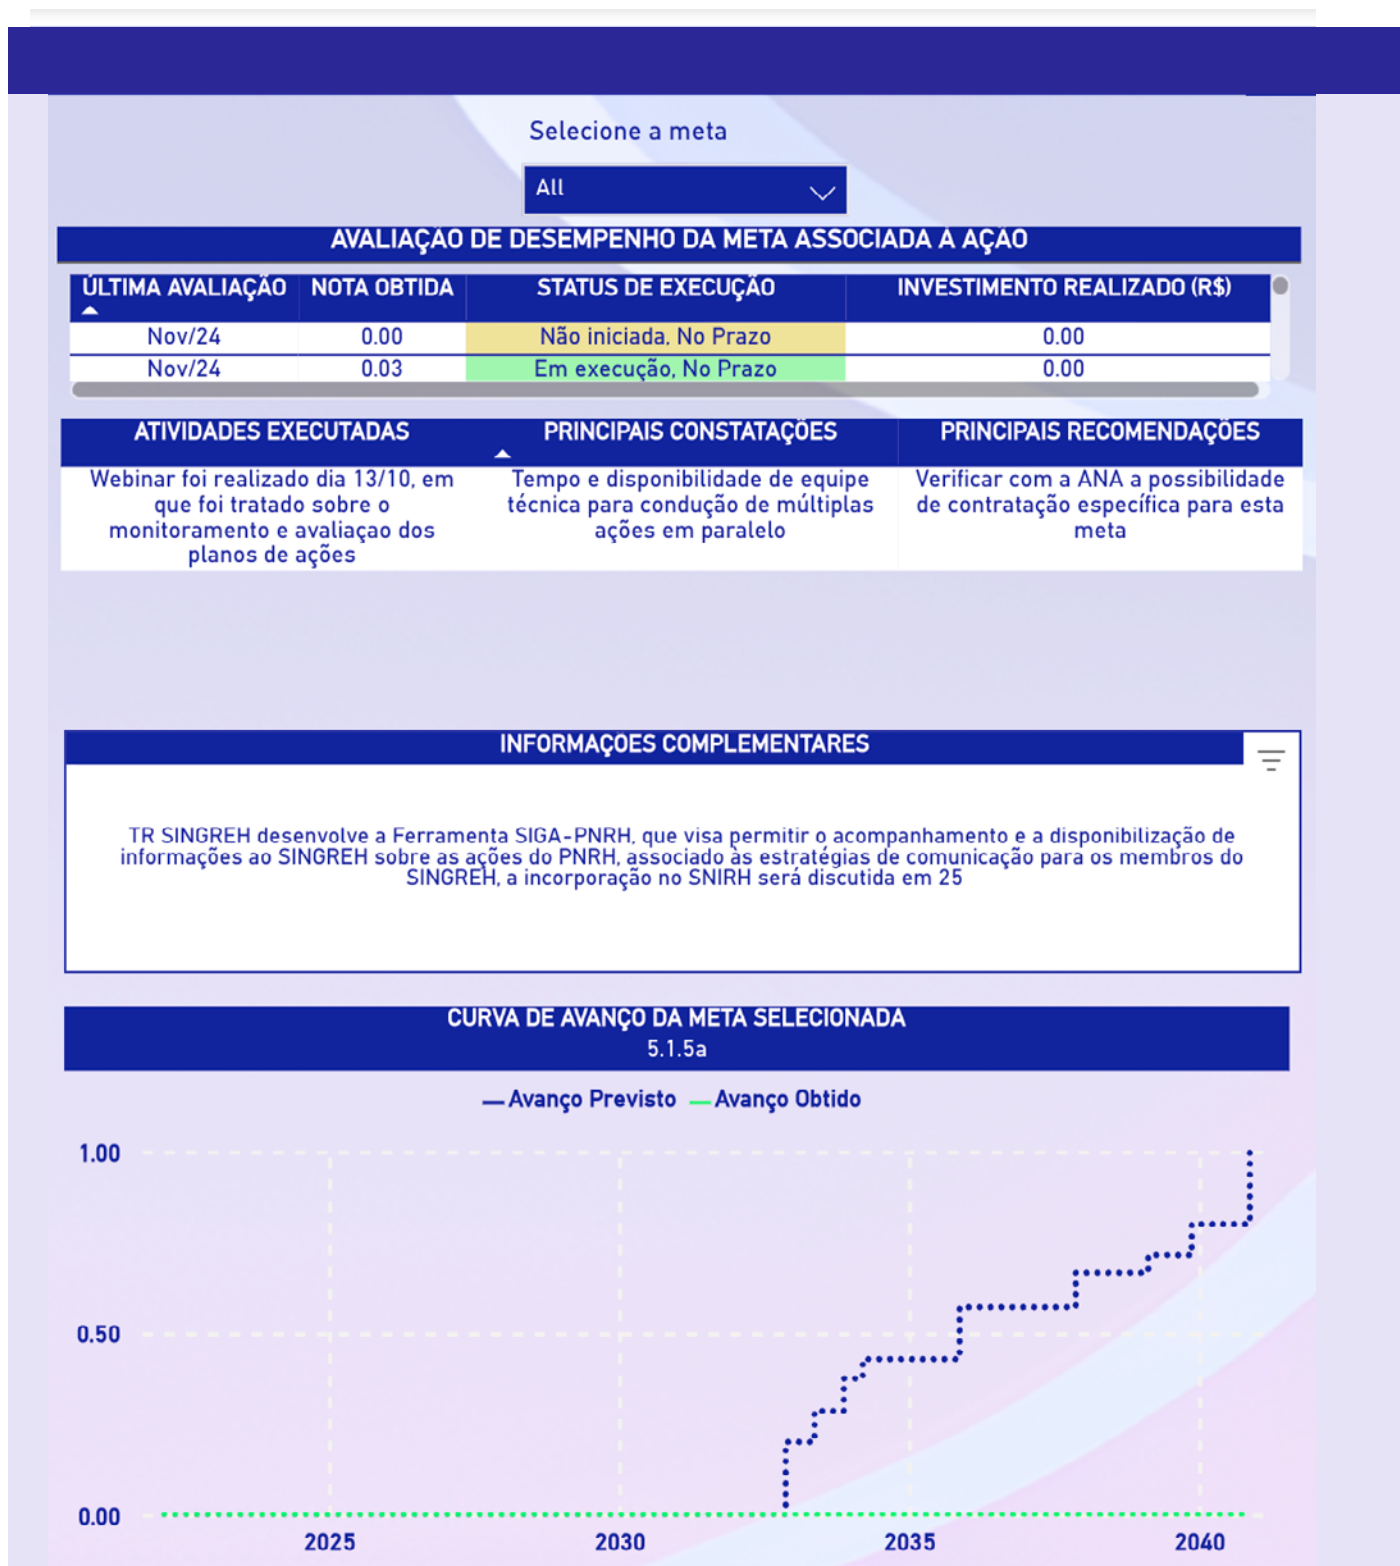 Selecione a meta
All
AVALIAÇÃO DE DESEMPENHO DA META ASSOCIADA À AÇÃO
ÚLTIMA AVALIAÇÃO NOTA OBTIDA STATUS DE EXECUÇÃO INVESTIMENTO REALIZADO (R$)
Nov/24 0.00 Não iniciada, No Prazo 0.00
Nov/24 0.03 Em execução, No Prazo 0.00
ATIVIDADES EXECUTADAS PRINCIPAIS CONSTATAÇÕES PRINCIPAIS RECOMENDAÇÕES
Webinar foi realizado dia 13/10, em
que foi tratado sobre o
monitoramento e avaliaçao dos
planos de ações
Tempo e disponibilidade de equipe
técnica para condução de múltiplas
ações em paralelo
Verificar com a ANA a possibilidade
de contratação específica para esta
meta
INFORMAÇÕES COMPLEMENTARES
TR SINGREH desenvolve a Ferramenta SIGA-PNRH, que visa permitir o acompanhamento e a disponibilização de
informações ao SINGREH sobre as ações do PNRH, associado às estratégias de comunicação para os membros do
SINGREH, a incorporação no SNIRH será discutida em 25
CURVA DE AVANÇO DA META SELECIONADA
5.1.5a
Avanço Previsto Avanço Obtido
1.00
0.50
0.00
2025 2030 2035 2040